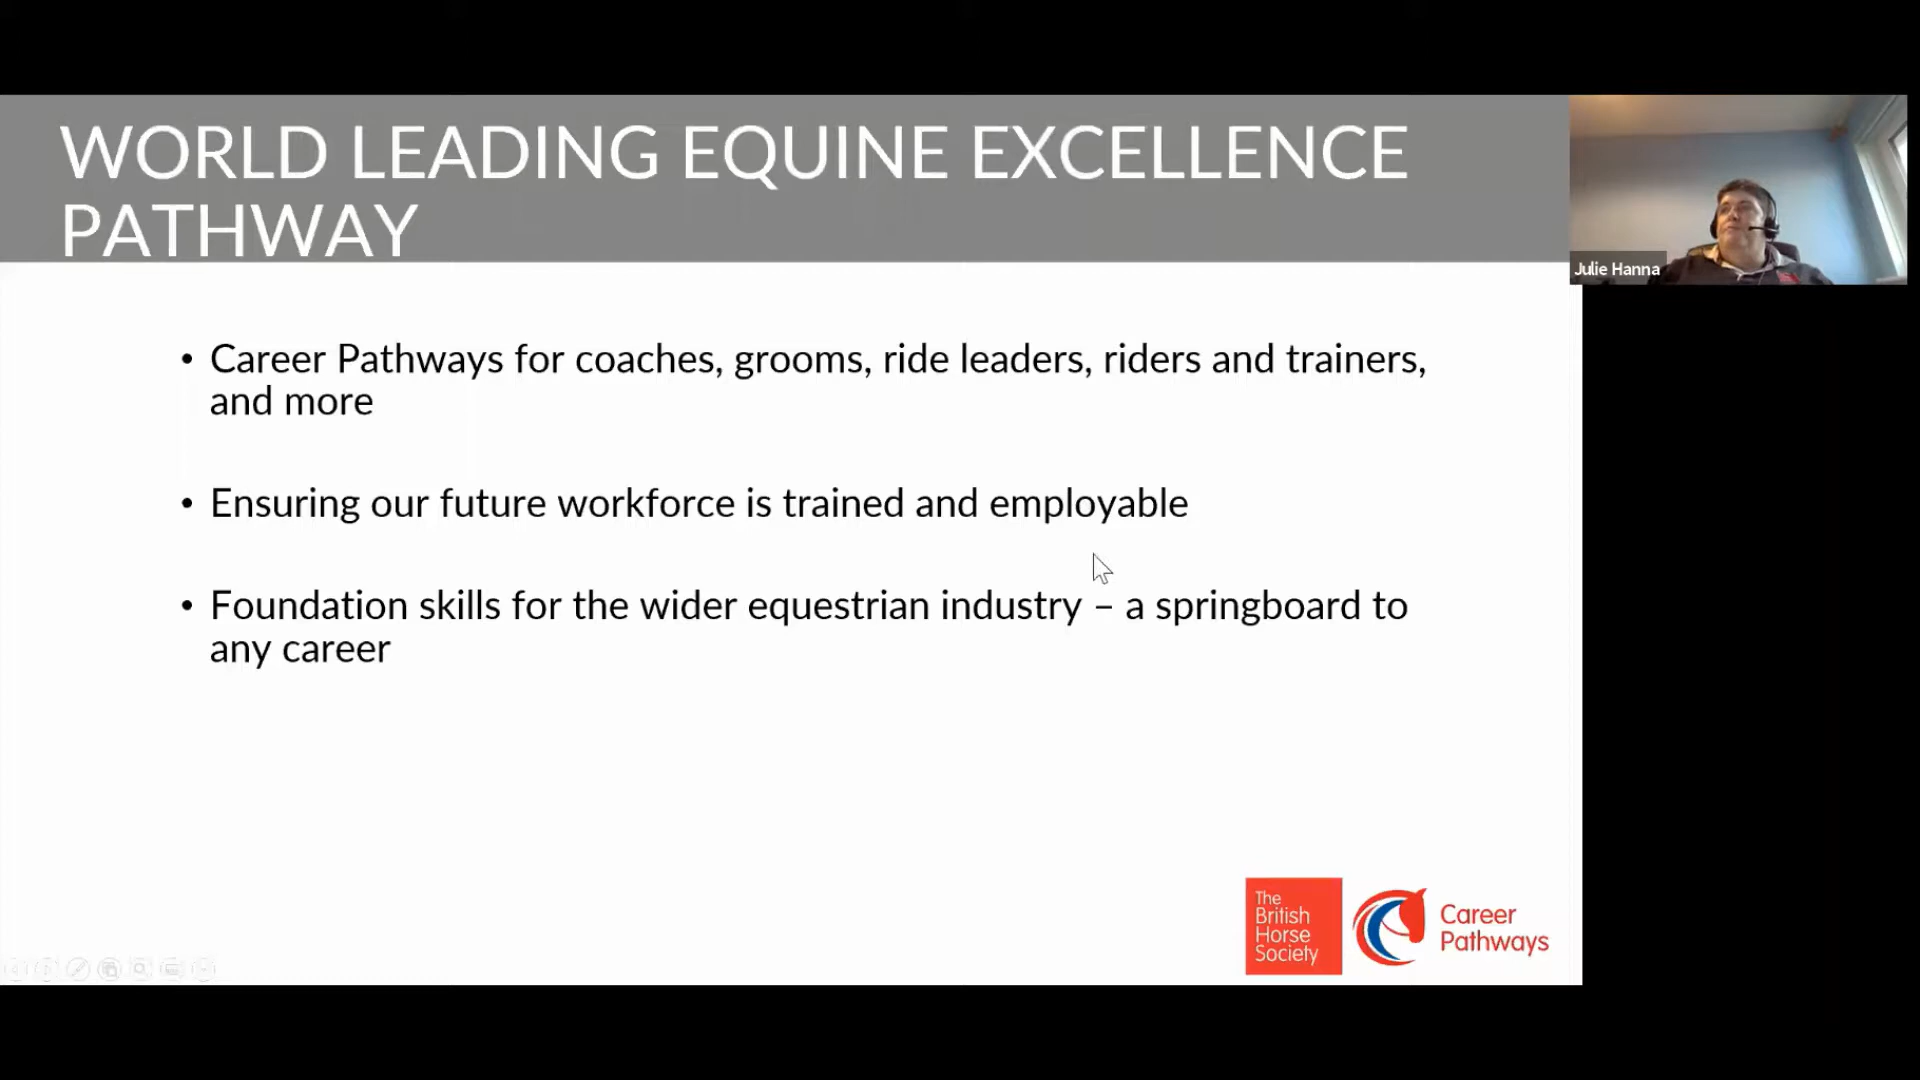 WORLD LEADING EQUINE EXCELLENCE
PATHWAY
Julie Hanna
• Career Pathways for coaches, grooms, ride leaders, riders and trainers,
and more
• Ensuring our future workforce is trained and employable
• Foundation skills for the wider equestrian industry – a springboard to
any career
The
British
Horse
Society
Career
Pathways